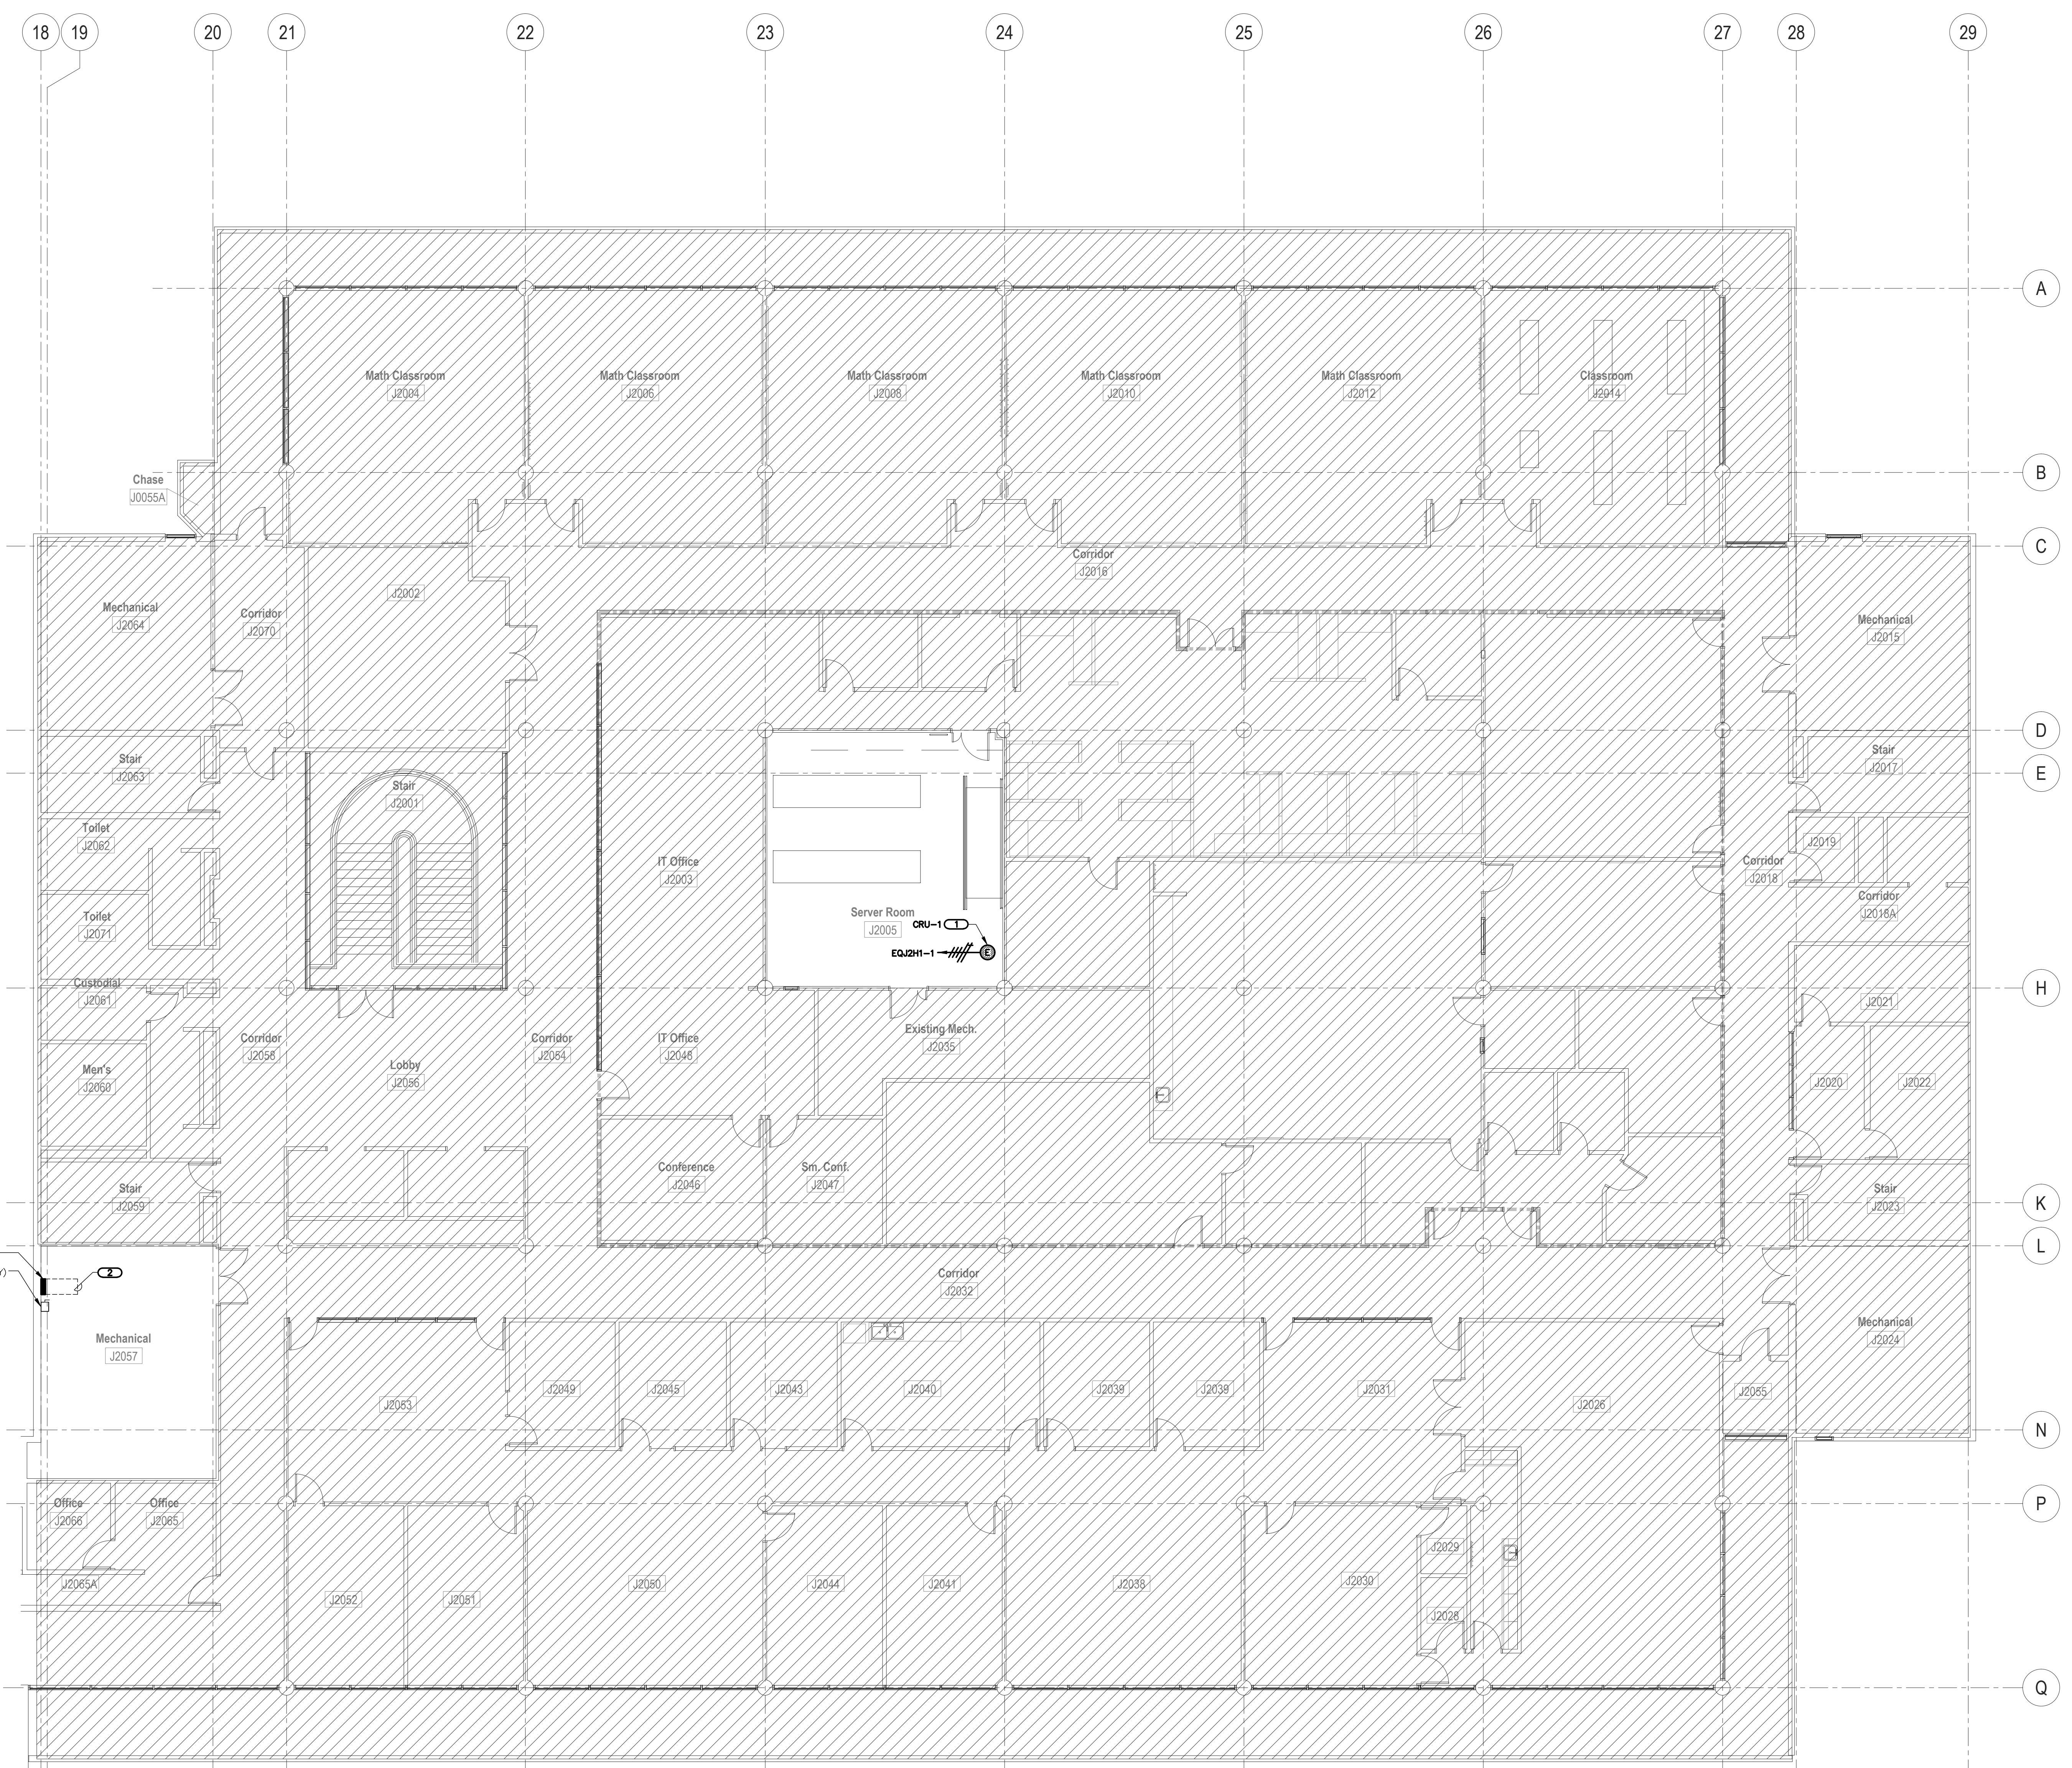 18 19 20 21 22 23 24 25 26 27 28 29
A
Math Classroom Math Classroom Math Classroom Math Classroom Math Classroom Classroom
J2004 J2006 J2008 J2010 J2012 J2014
B
Chase
J0055A
C
Corridor
J2016
J2002
Mechanical
J2064
Corridor
J2070
Mechanical
J2015
D
Stair
J2063
Stair
J2017
E
Stair
J2001
Toilet
J2062
J2019
IT Office
J2003
Corridor
J2018
Corridor
J2018A
Toilet
J2071
Server Room
J2005
CRU-1 1
EQJ2H1-1 E
Custodial
J2061
H
J2021
Existing Mech.
J2035
Corridor
J2058
Corridor
J2054
IT Office
J2048
Lobby
J2056
Men's
J2060
J2020 J2022
Conference
J2046
Sm. Conf.
J2047
Stair
J2059
Stair
J2023
K
L
2
Y)
Corridor
J2032
Mechanical
J2057
Mechanical
J2024
J2053 J2049 J2045 J2043 J2040 J2039 J2039 J2031 J2026 J2055
N
Office
J2066
Office
J2065
P
J2065A
J2052 J2051 J2050 J2044 J2041 J2038 J2030
J2029
J2028
Q